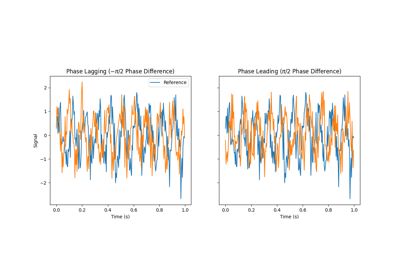 Phase Lagging (−π/2 Phase Difference)
Phase Leading (π/2 Phase Difference)
Reference
Signal
2
1
0
−1
−2
0.0 0.2 0.4 0.6 0.8 1.0
0.0 0.2 0.4 0.6 0.8 1.0
Time (s)
Time (s)